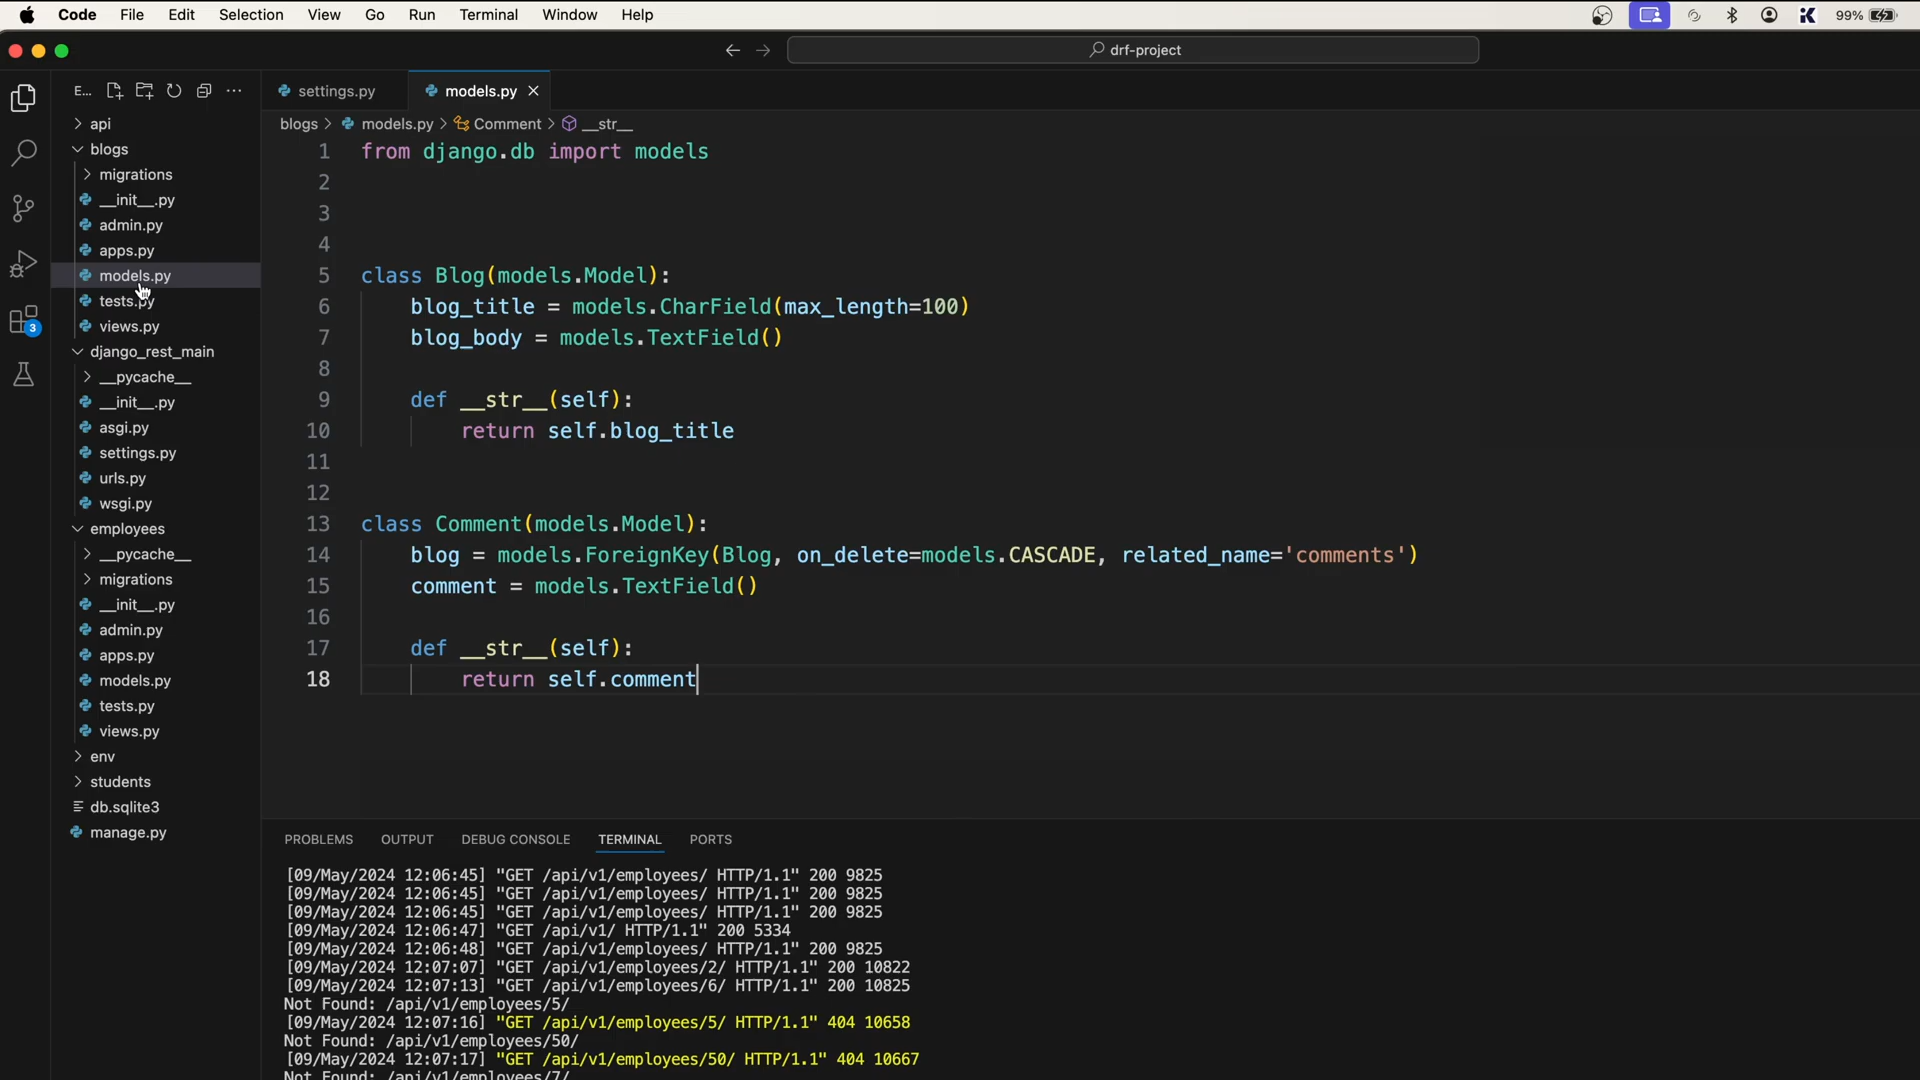 Code File Edit Selection View Go Run Terminal Window Help 99%
drf-project
E...
settings.py models.py
blogs > models.py > Comment > __str__
api
blogs
migrations
__init__.py
admin.py
apps.py
models.py
tests.py
views.py
django_rest_main
__pycache__
__init__.py
asgi.py
settings.py
urls.py
wsgi.py
employees
__pycache__
migrations
__init__.py
admin.py
apps.py
models.py
tests.py
views.py
env
students
db.sqlite3
manage.py
3
1 from django.db import models
2
3
4
5 class Blog(models.Model):
6 blog_title = models.CharField(max_length=100)
7 blog_body = models.TextField()
8
9 def __str__(self):
10 return self.blog_title
11
12
13 class Comment(models.Model):
14 blog = models.ForeignKey(Blog, on_delete=models.CASCADE, related_name='comments')
15 comment = models.TextField()
16
17 def __str__(self):
18 return self.comment
PROBLEMS OUTPUT DEBUG CONSOLE TERMINAL PORTS
[09/May/2024 12:06:45] "GET /api/v1/employees/ HTTP/1.1" 200 9825
[09/May/2024 12:06:45] "GET /api/v1/employees/ HTTP/1.1" 200 9825
[09/May/2024 12:06:45] "GET /api/v1/employees/ HTTP/1.1" 200 9825
[09/May/2024 12:06:47] "GET /api/v1/ HTTP/1.1" 200 5334
[09/May/2024 12:06:48] "GET /api/v1/employees/ HTTP/1.1" 200 9825
[09/May/2024 12:07:07] "GET /api/v1/employees/2/ HTTP/1.1" 200 10822
[09/May/2024 12:07:13] "GET /api/v1/employees/6/ HTTP/1.1" 200 10825
Not Found: /api/v1/employees/5/
[09/May/2024 12:07:16] "GET /api/v1/employees/5/ HTTP/1.1" 404 10658
Not Found: /api/v1/employees/50/
[09/May/2024 12:07:17] "GET /api/v1/employees/50/ HTTP/1.1" 404 10667
Not Found: /api/v1/employees/7/